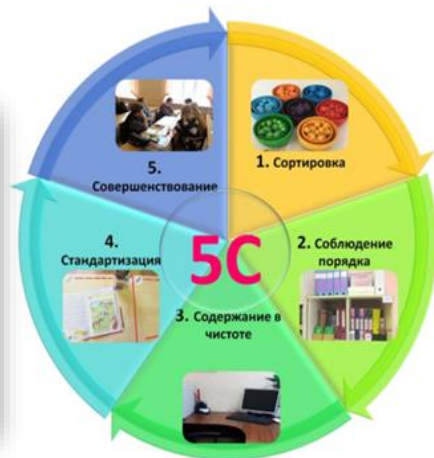 1. Сортировка
2. Соблюдение
порядка
3. Содержание в
чистоте
4.
Стандартизация
5.
Совершенствование
5С